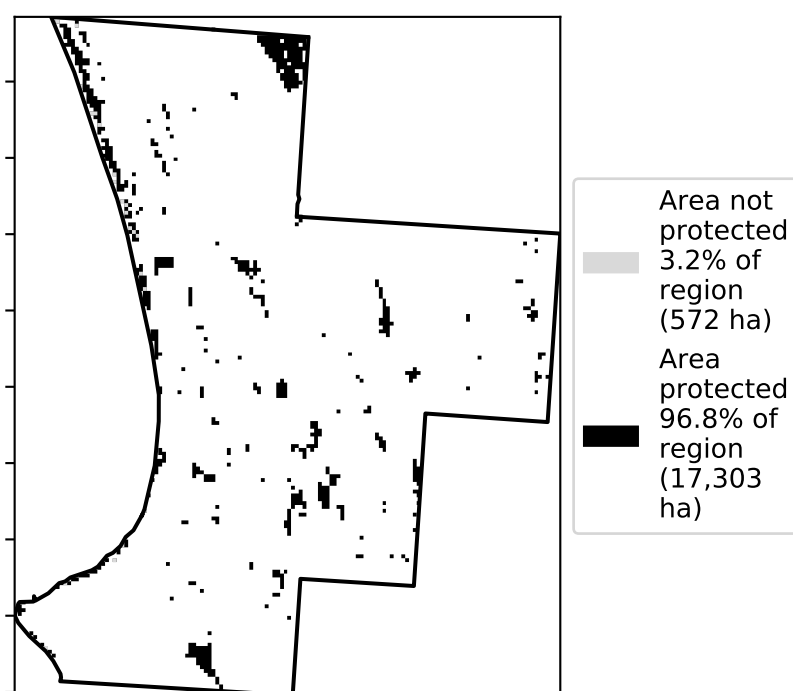 Area not
protected
3.2% of
region
(572 ha)
Area
protected
96.8% of
region
(17,303
ha)